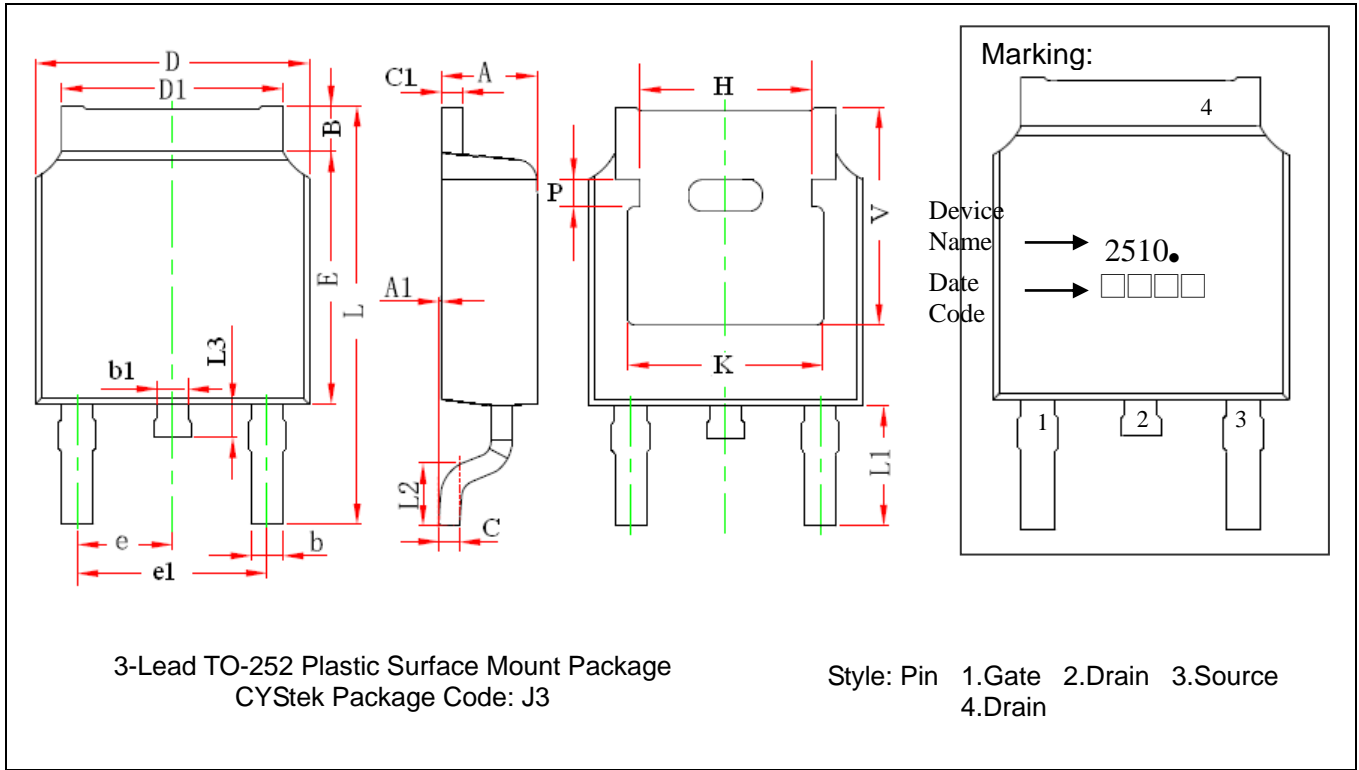 D
D1
B
E
L
L3
b1
e
e1
b
C1
A
A1
L2
C
H
P
V
K
L1
Marking:
4
Device
Name
2510.
Date
Code
□□□□
1 2 3
3-Lead TO-252 Plastic Surface Mount Package
CYStek Package Code: J3
Style: Pin 1.Gate 2.Drain 3.Source
4.Drain